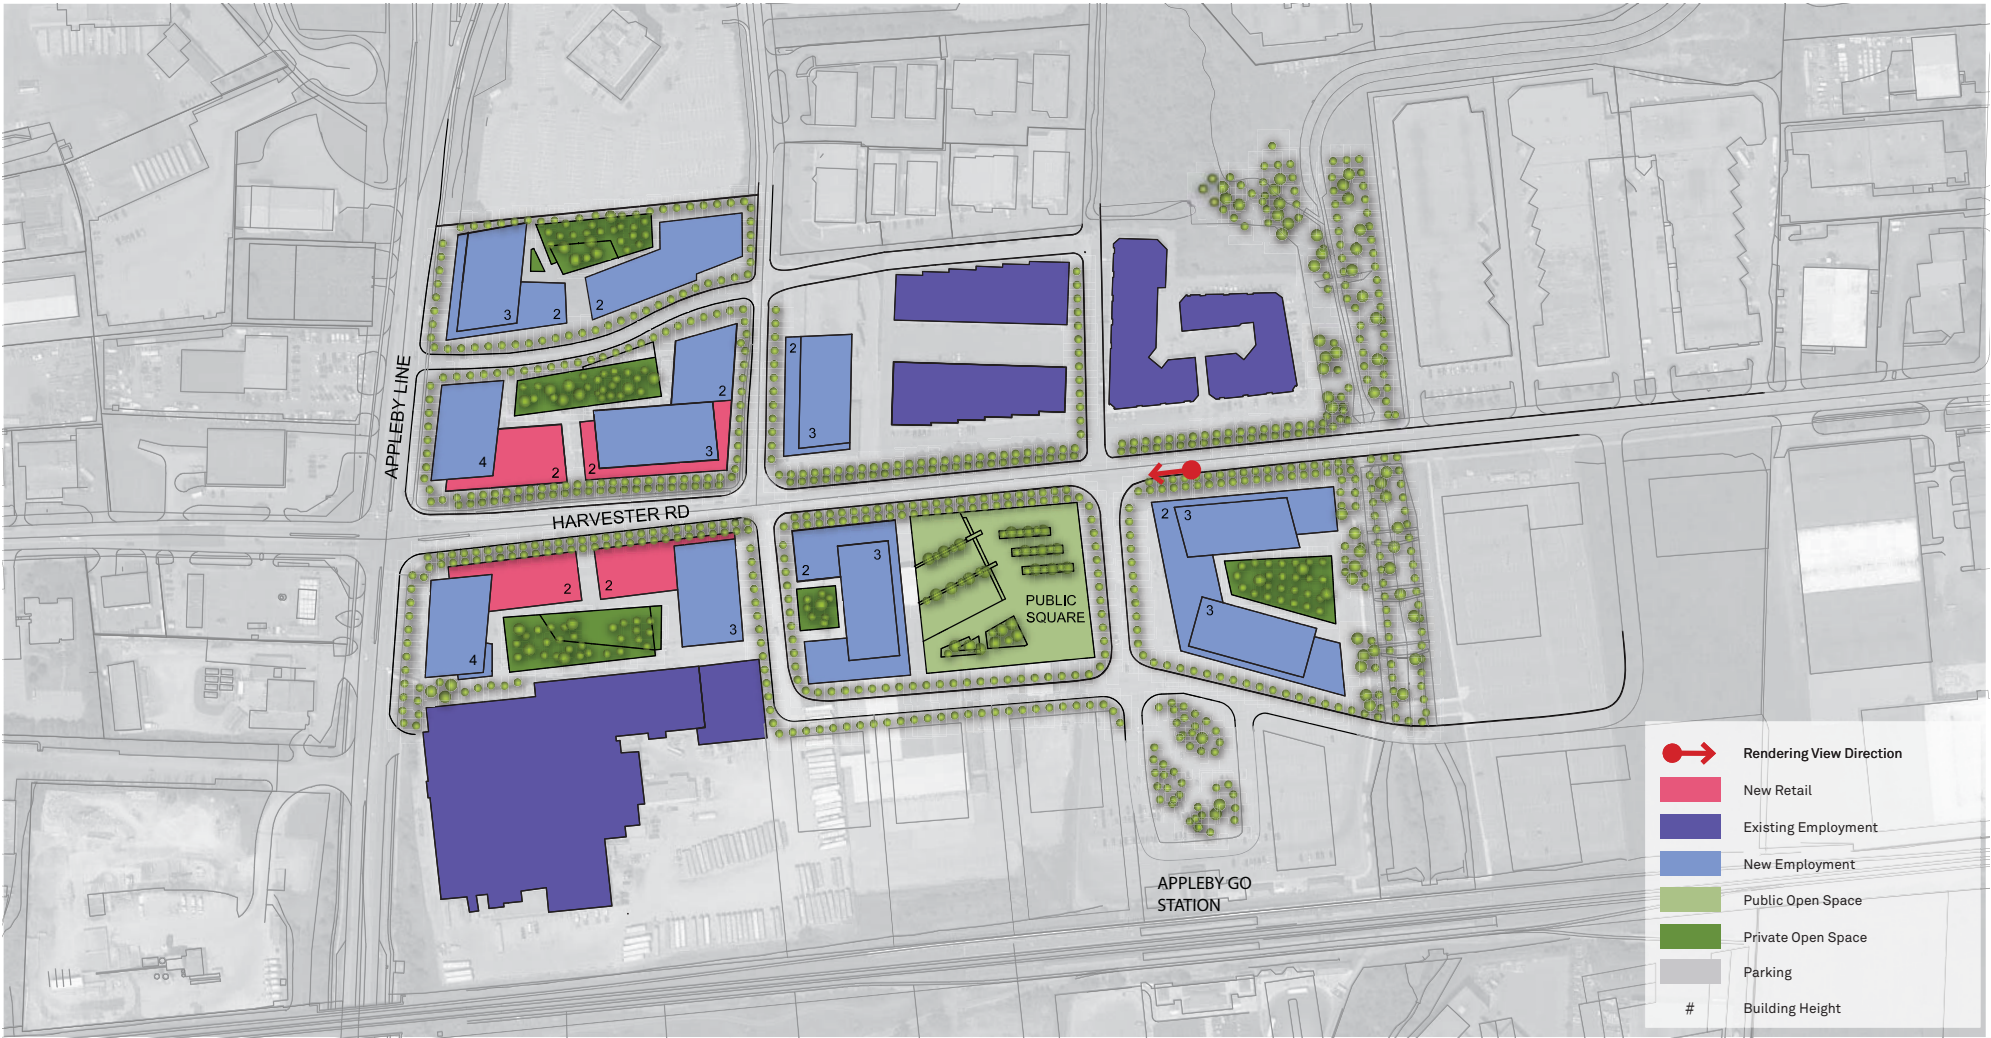 3
2
2
2
4
2
2
3
2
3
APPLEBY LINE
HARVESTER RD
2
2
4
3
2
3
PUBLIC
SQUARE
2
3
3
APPLEBY GO
STATION
Rendering View Direction
New Retail
Existing Employment
New Employment
Public Open Space
Private Open Space
Parking
# Building Height